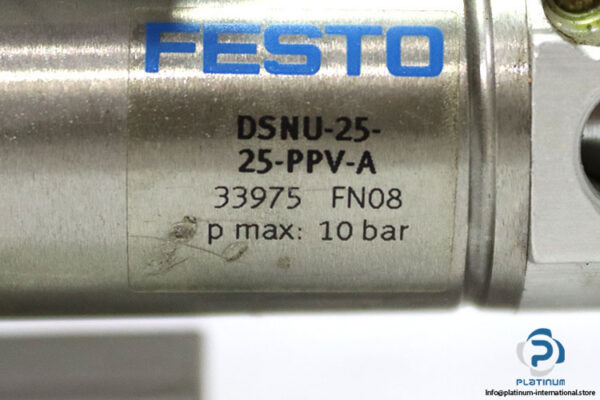 FESTO
DSNU-25-
25-PPV-A
33975 FN08
p max: 10 bar
PLATINUM
info@platinum-international.store